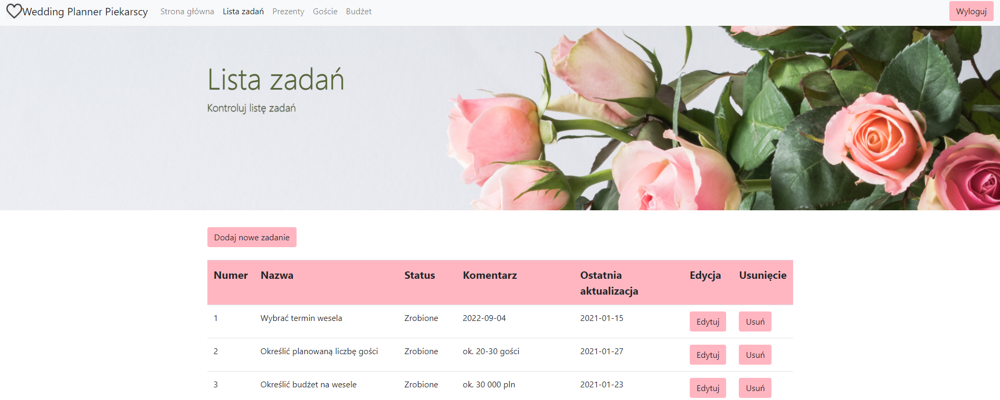 Wedding Planner Piekarscy Strona główna Lista zadań Prezenty Goście Budżet Wyloguj
Lista zadań
Kontroluj listę zadań
Dodaj nowe zadanie
Numer Nazwa Status Komentarz Ostatnia aktualizacja Edycja Usunięcie
1 Wybrać termin wesela Zrobione 2022-09-04 2021-01-15 Edytuj Usuń
2 Określić planowaną liczbę gości Zrobione ok. 20-30 gości 2021-01-27 Edytuj Usuń
3 Określić budżet na wesele Zrobione ok. 30 000 pln 2021-01-23 Edytuj Usuń